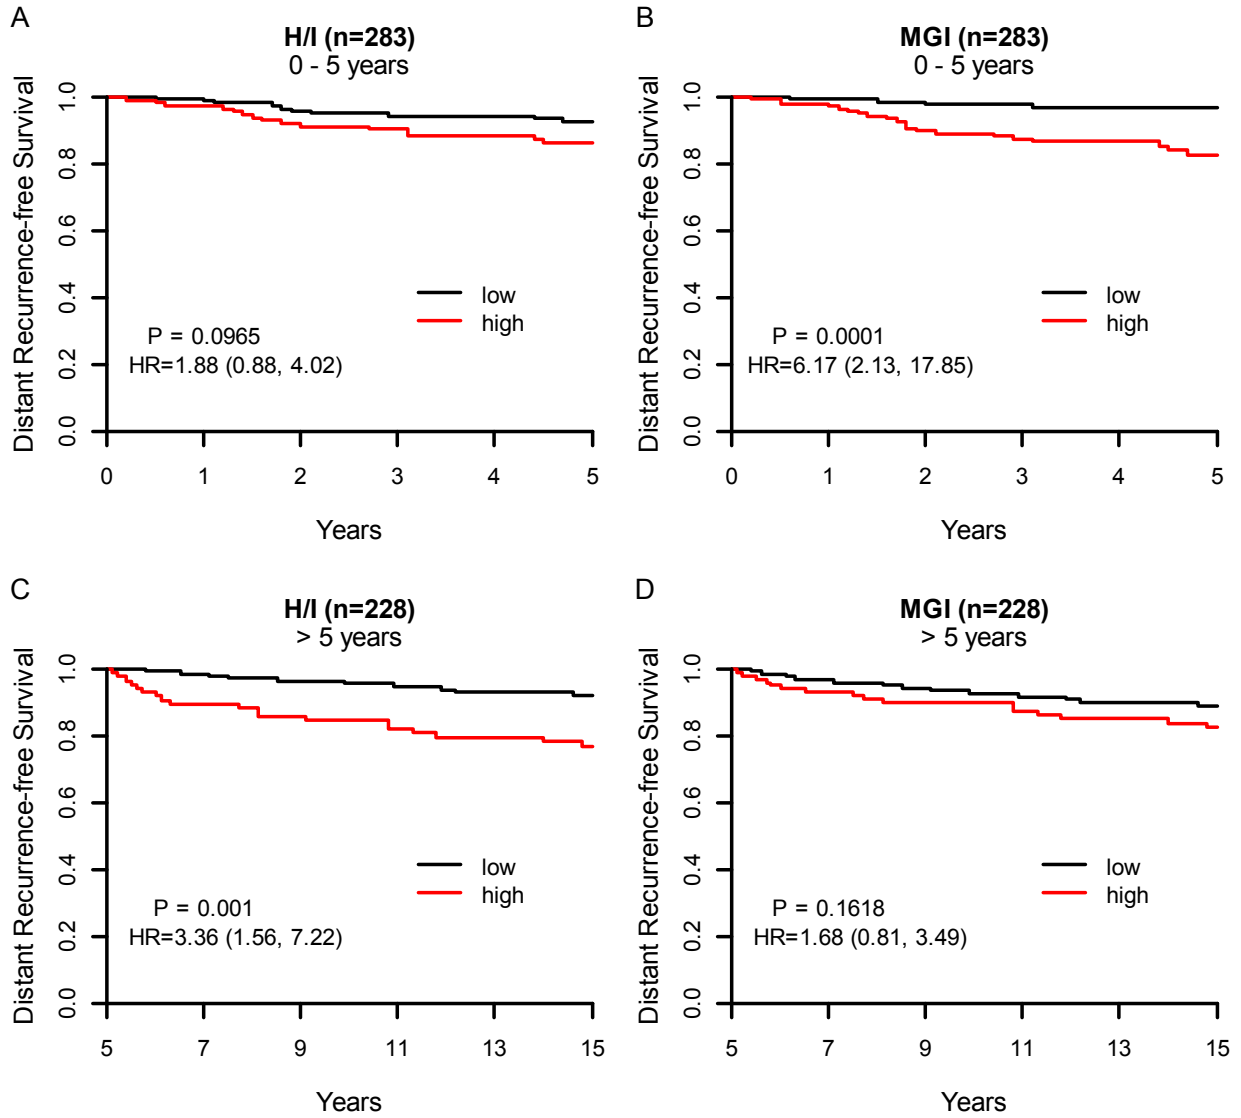 A
H/I (n=283)
0 - 5 years
Distant Recurrence-free Survival
1.0
0.8
0.6
0.4
0.2
0.0
low
high
P = 0.0965
HR=1.88 (0.88, 4.02)
0 1 2 3 4 5
Years
B
MGI (n=283)
0 - 5 years
Distant Recurrence-free Survival
1.0
0.8
0.6
0.4
0.2
0.0
low
high
P = 0.0001
HR=6.17 (2.13, 17.85)
0 1 2 3 4 5
Years
C
H/I (n=228)
> 5 years
Distant Recurrence-free Survival
1.0
0.8
0.6
0.4
0.2
0.0
low
high
P = 0.001
HR=3.36 (1.56, 7.22)
5 7 9 11 13 15
Years
D
MGI (n=228)
> 5 years
Distant Recurrence-free Survival
1.0
0.8
0.6
0.4
0.2
0.0
low
high
P = 0.1618
HR=1.68 (0.81, 3.49)
5 7 9 11 13 15
Years